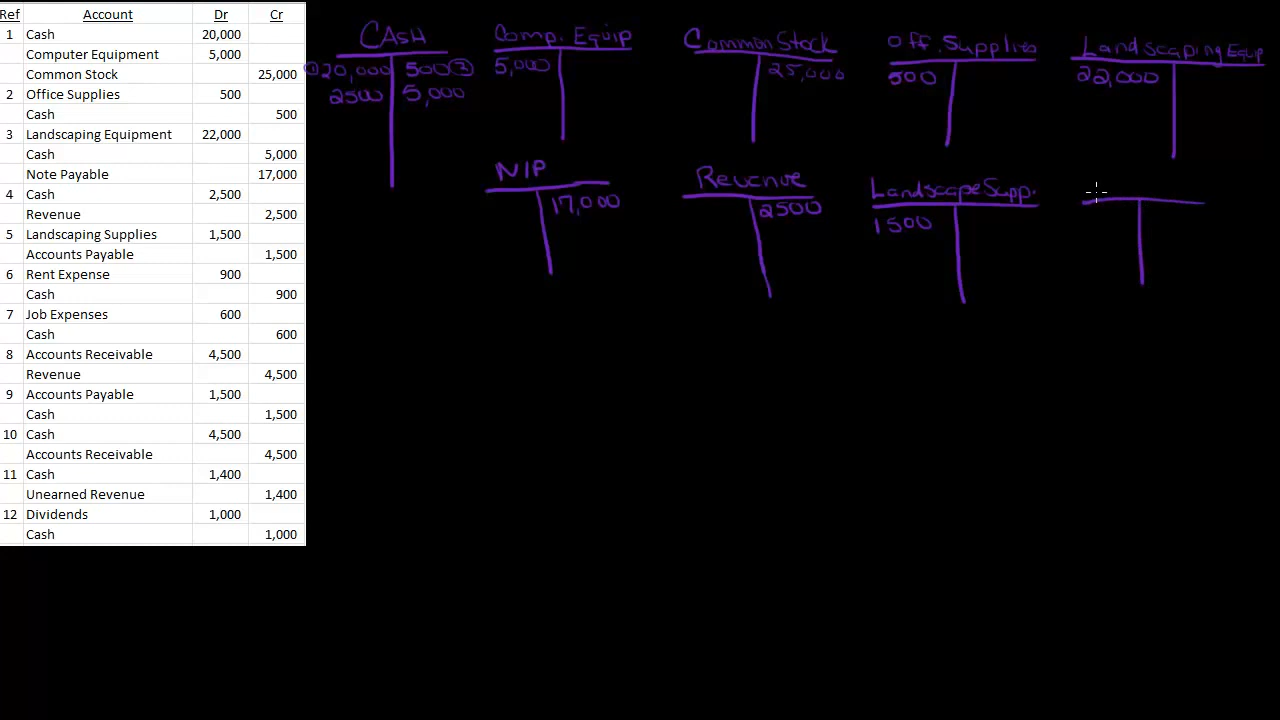 Ref Account Dr Cr
1 Cash 20,000
Computer Equipment 5,000
Common Stock 25,000
2 Office Supplies 500
Cash 500
3 Landscaping Equipment 22,000
Cash 5,000
Note Payable 17,000
4 Cash 2,500
Revenue 2,500
5 Landscaping Supplies 1,500
Accounts Payable 1,500
6 Rent Expense 900
Cash 900
7 Job Expenses 600
Cash 600
8 Accounts Receivable 4,500
Revenue 4,500
9 Accounts Payable 1,500
Cash 1,500
10 Cash 4,500
Accounts Receivable 4,500
11 Cash 1,400
Unearned Revenue 1,400
12 Dividends 1,000
Cash 1,000
CASH
① 20,000 500 ②
2500 5,000
Comp. Equip
5,000
Common Stock
25,000
Off. Supplies
500
Landscaping Equip
22,000
N/P
17,000
Revenue
2500
Landscape Supp.
1500